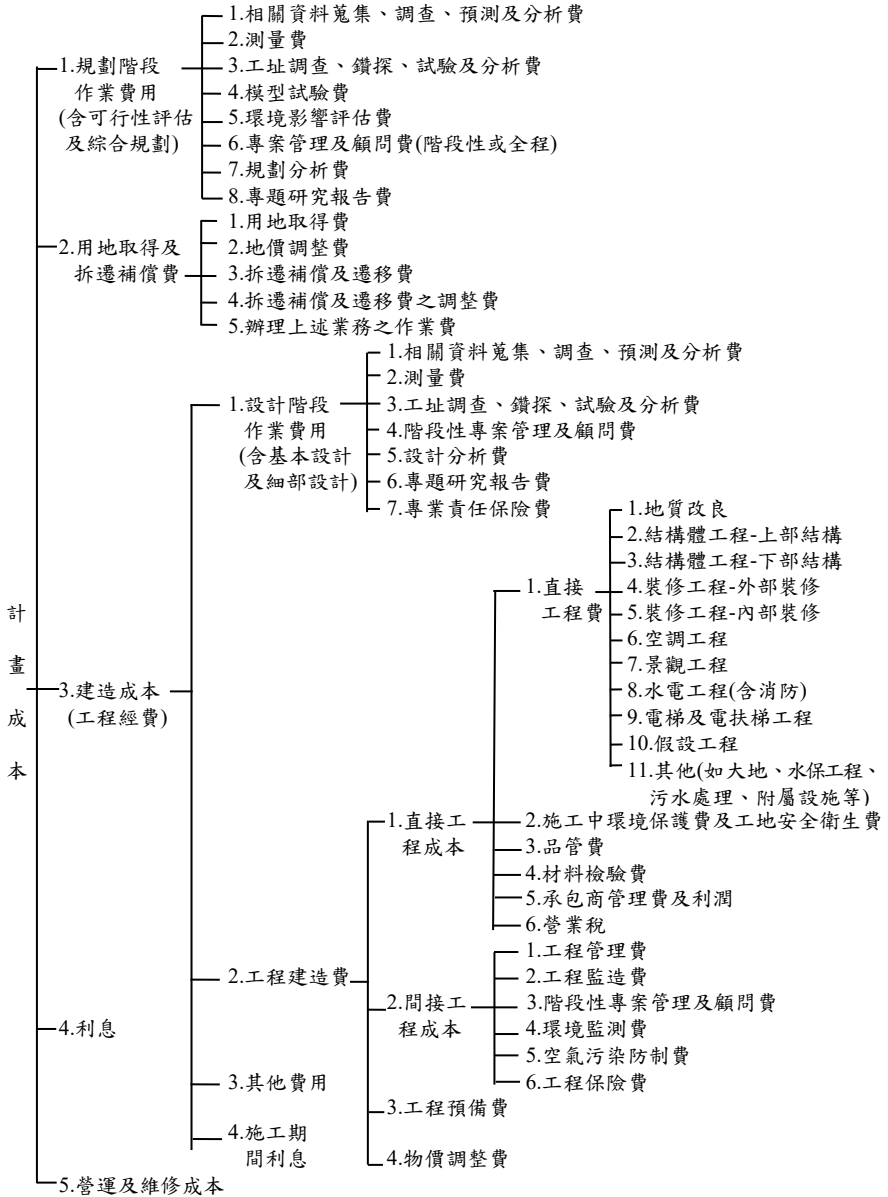 計畫成本
1.規劃階段
作業費用
(含可行性評估
及綜合規劃)
1.相關資料蒐集、調查、預測及分析費
2.測量費
3.工址調查、鑽探、試驗及分析費
4.模型試驗費
5.環境影響評估費
6.專案管理及顧問費(階段性或全程)
7.規劃分析費
8.專題研究報告費
2.用地取得及
拆遷補償費
1.用地取得費
2.地價調整費
3.拆遷補償及遷移費
4.拆遷補償及遷移費之調整費
5.辦理上述業務之作業費
3.建造成本
(工程經費)
1.設計階段
作業費用
(含基本設計
及細部設計)
1.相關資料蒐集、調查、預測及分析費
2.測量費
3.工址調查、鑽探、試驗及分析費
4.階段性專案管理及顧問費
5.設計分析費
6.專題研究報告費
7.專業責任保險費
2.工程建造費
1.直接工
程成本
1.直接
工程費
1.地質改良
2.結構體工程-上部結構
3.結構體工程-下部結構
4.裝修工程-外部裝修
5.裝修工程-內部裝修
6.空調工程
7.景觀工程
8.水電工程(含消防)
9.電梯及電扶梯工程
10.假設工程
11.其他(如大地、水保工程、
污水處理、附屬設施等)
2.施工中環境保護費及工地安全衛生費
3.品管費
4.材料檢驗費
5.承包商管理費及利潤
6.營業稅
2.間接工
程成本
1.工程管理費
2.工程監造費
3.階段性專案管理及顧問費
4.環境監測費
5.空氣污染防制費
6.工程保險費
3.工程預備費
4.物價調整費
3.其他費用
4.施工期
間利息
4.利息
5.營運及維修成本